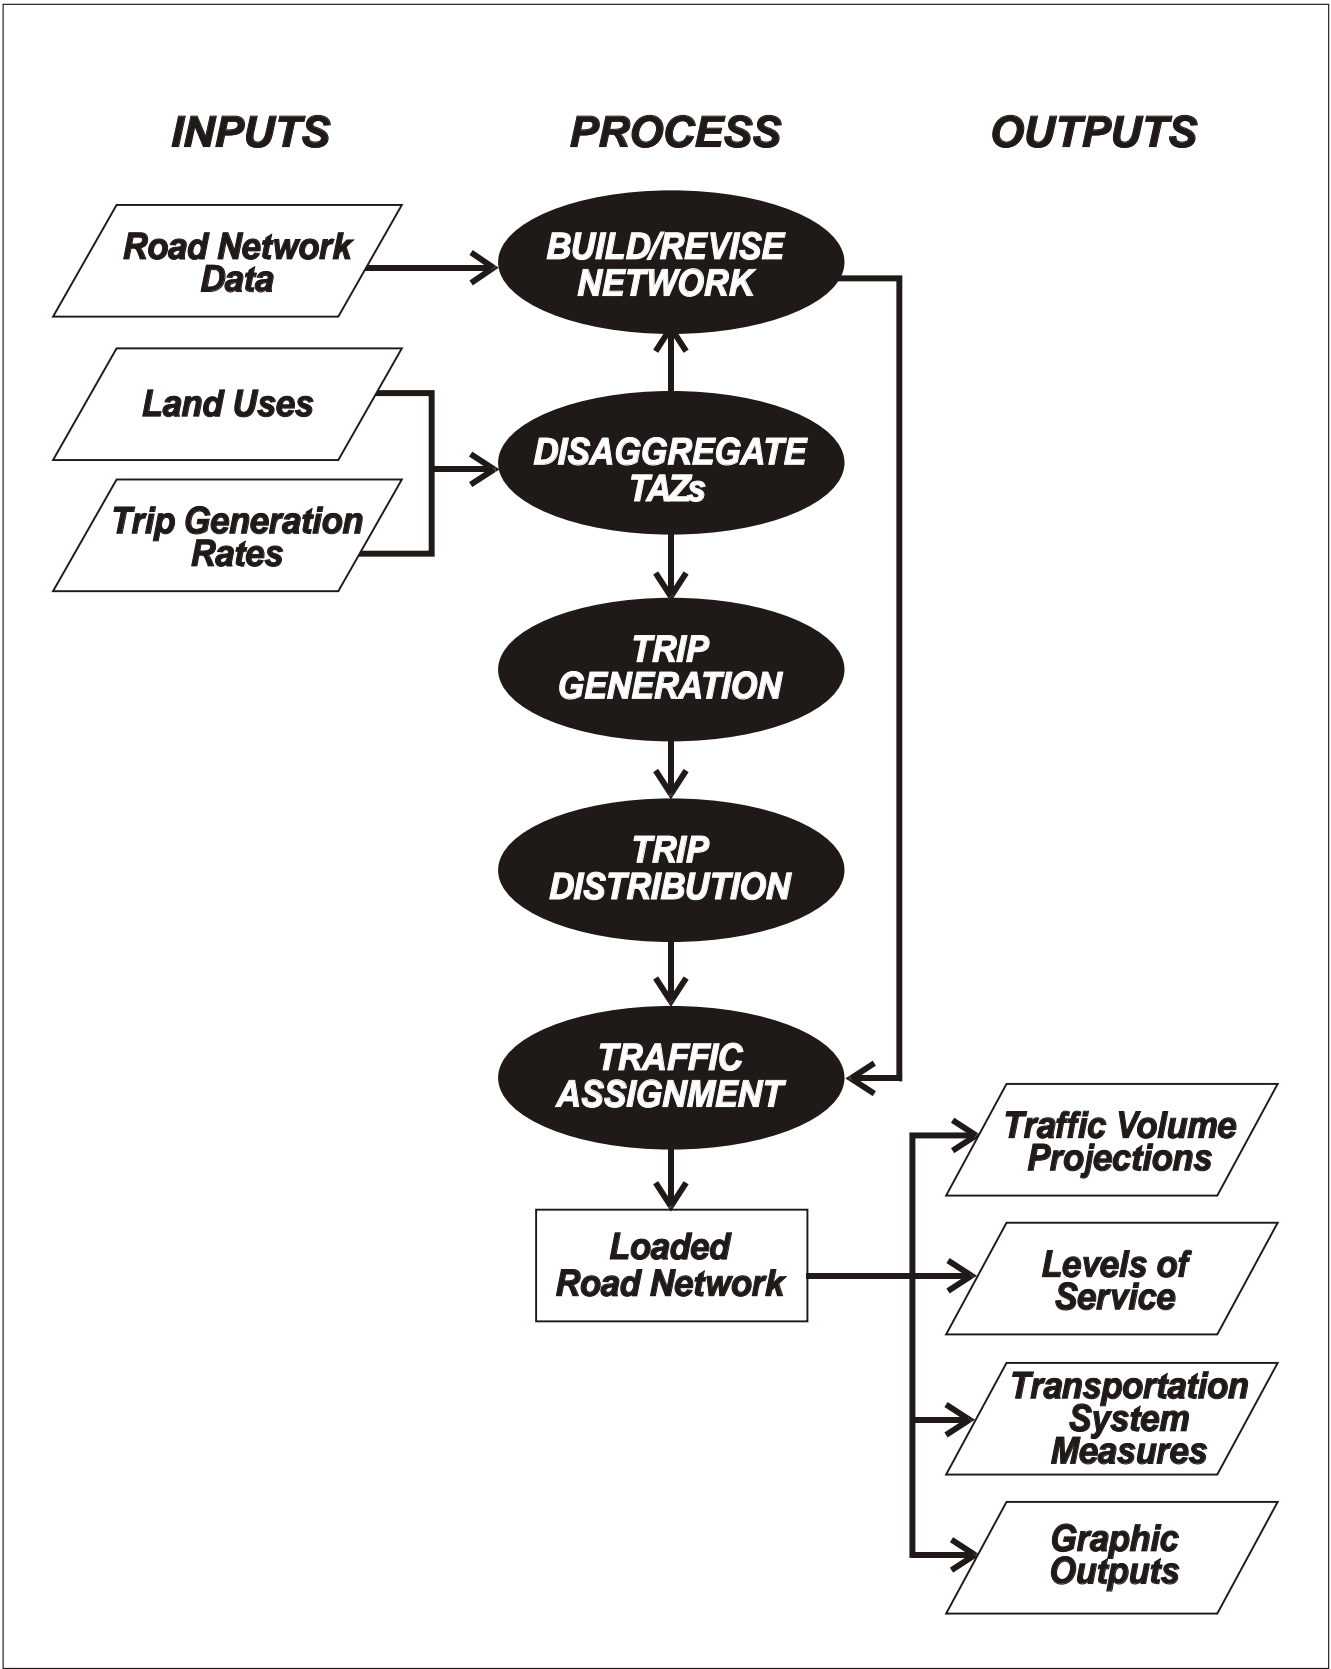 INPUTS
PROCESS
OUTPUTS
Road Network
Data
BUILD/REVISE
NETWORK
Land Uses
DISAGGREGATE
TAZs
Trip Generation
Rates
TRIP
GENERATION
TRIP
DISTRIBUTION
TRAFFIC
ASSIGNMENT
Loaded
Road Network
Traffic Volume
Projections
Levels of
Service
Transportation
System
Measures
Graphic
Outputs